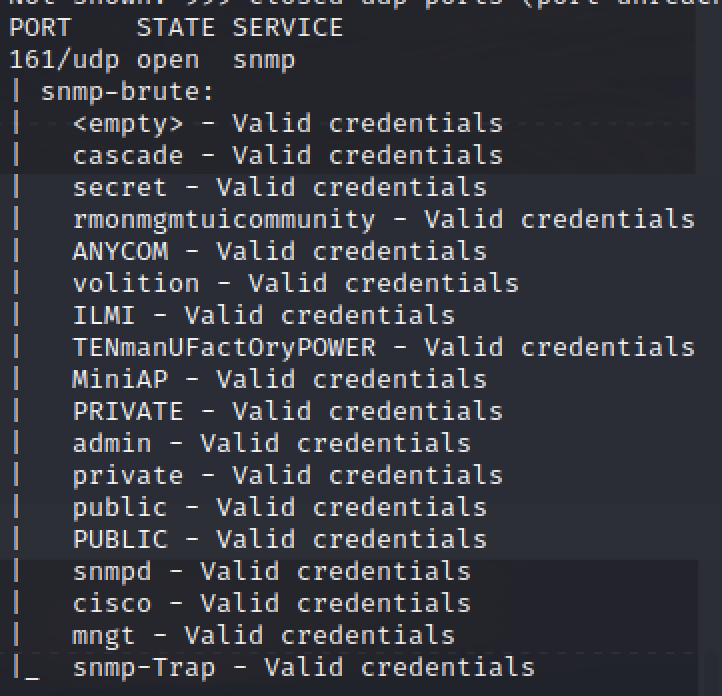 PORT STATE SERVICE
161/udp open snmp
| snmp-brute:
| <empty> - Valid credentials
| cascade - Valid credentials
| secret - Valid credentials
| rmonmgmtuicommunity - Valid credentials
| ANYCOM - Valid credentials
| volition - Valid credentials
| ILMI - Valid credentials
| TENmanUFactOryPOWER - Valid credentials
| MiniAP - Valid credentials
| PRIVATE - Valid credentials
| admin - Valid credentials
| private - Valid credentials
| public - Valid credentials
| PUBLIC - Valid credentials
| snmpd - Valid credentials
| cisco - Valid credentials
| mngt - Valid credentials
|_ snmp-Trap - Valid credentials